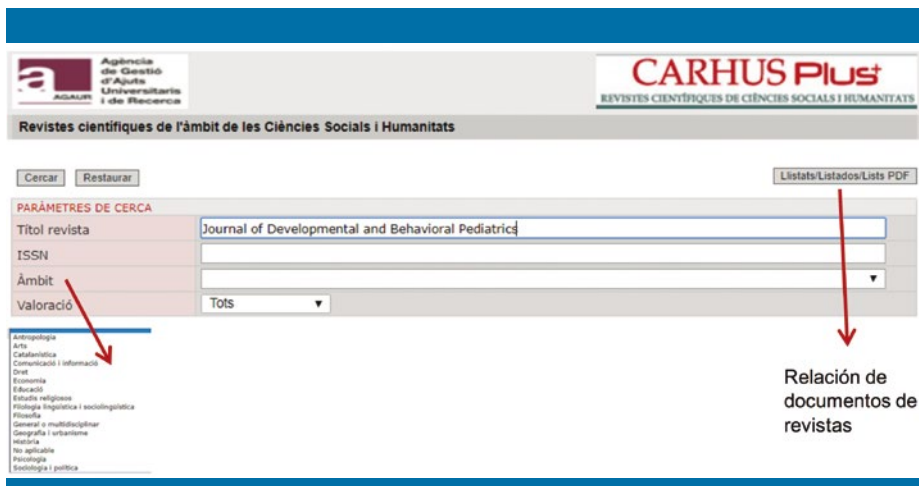 Agència
de Gestió
d'Ajuts
Universitaris
i de Recerca
AGAUR
CARHUS Plus+
REVISTES CIENTÍFIQUES DE CIÈNCIES SOCIALS I HUMANITATS
Revistes científiques de l'àmbit de les Ciències Socials i Humanitats
Cercar Restaurar
Llistats/Listados/Lists PDF
PARÀMETRES DE CERCA
Títol revista Journal of Developmental and Behavioral Pediatrics
ISSN
Àmbit
Valoració Tots
Antropologia
Arts
Catalanística
Comunicació i informació
Dret
Economia
Educació
Estudis religiosos
Filologia lingüística i sociolingüística
Filosofia
General o multidisciplinar
Geografia i urbanisme
Història
No aplicable
Psicologia
Sociologia i política
Relación de
documentos de
revistas